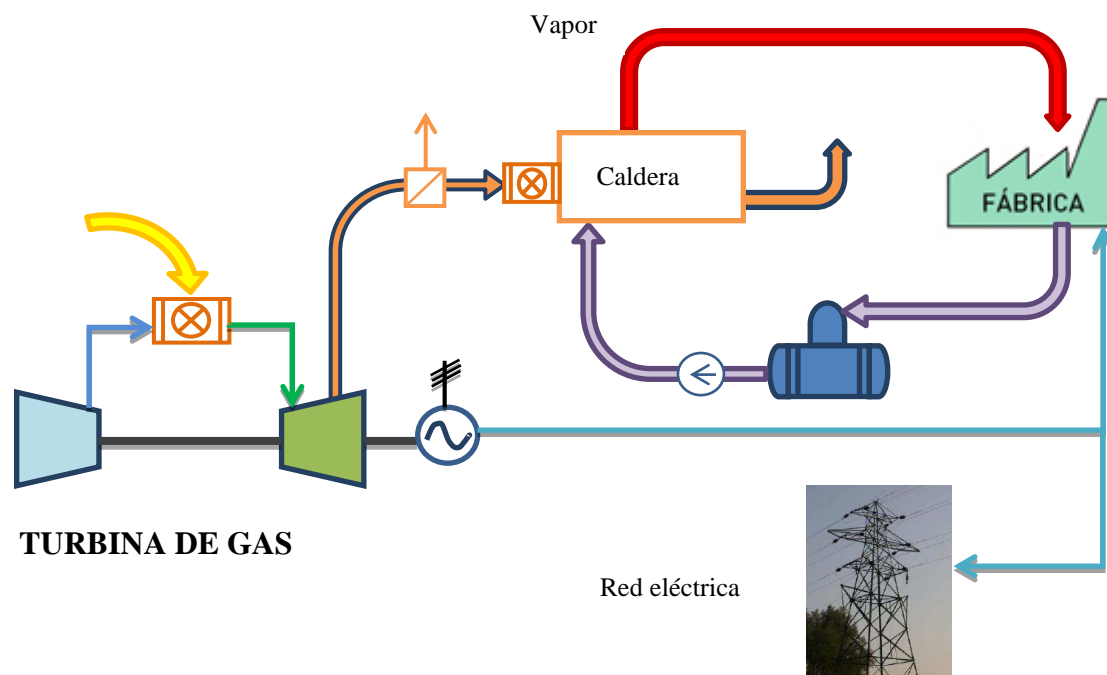 Vapor
Caldera
FÁBRICA
TURBINA DE GAS
Red eléctrica